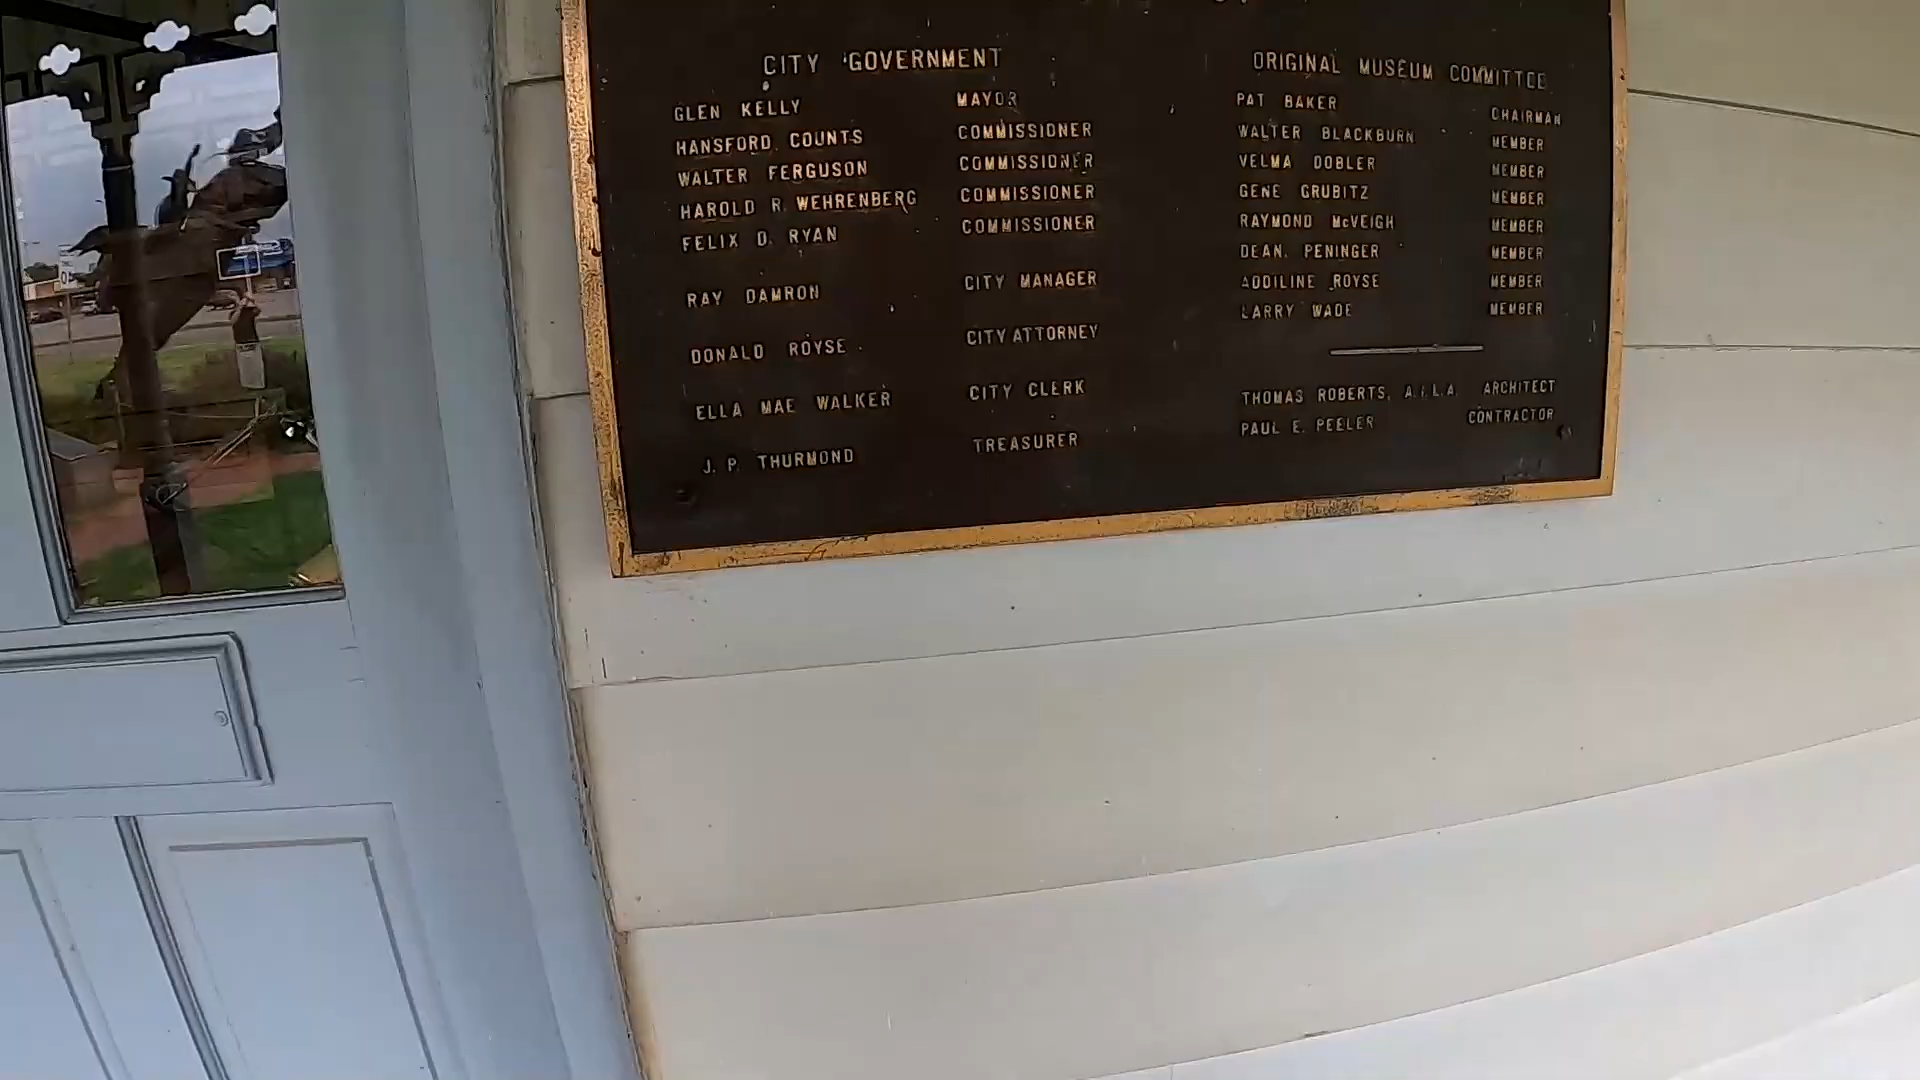 CITY GOVERNMENT
GLEN KELLY MAYOR
HANSFORD COUNTS COMMISSIONER
WALTER FERGUSON COMMISSIONER
HAROLD R. WEHRENBERG COMMISSIONER
FELIX D. RYAN COMMISSIONER
RAY DAMRON CITY MANAGER
DONALD ROYSE CITY ATTORNEY
ELLA MAE WALKER CITY CLERK
J. P. THURMOND TREASURER
ORIGINAL MUSEUM COMMITTEE
PAT BAKER CHAIRMAN
WALTER BLACKBURN MEMBER
VELMA DOBLER MEMBER
GENE GRUBITZ MEMBER
RAYMOND McVEIGH MEMBER
DEAN PENINGER MEMBER
ADDILINE ROYSE MEMBER
LARRY WADE MEMBER
THOMAS ROBERTS, A.I.A. ARCHITECT
PAUL E. PEELER CONTRACTOR